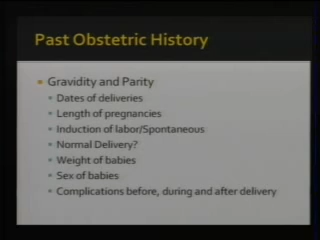 Past Obstetric History
Gravidity and Parity
Dates of deliveries
Length of pregnancies
Induction of labor/Spontaneous
Normal Delivery?
Weight of babies
Sex of babies
Complications before, during and after delivery